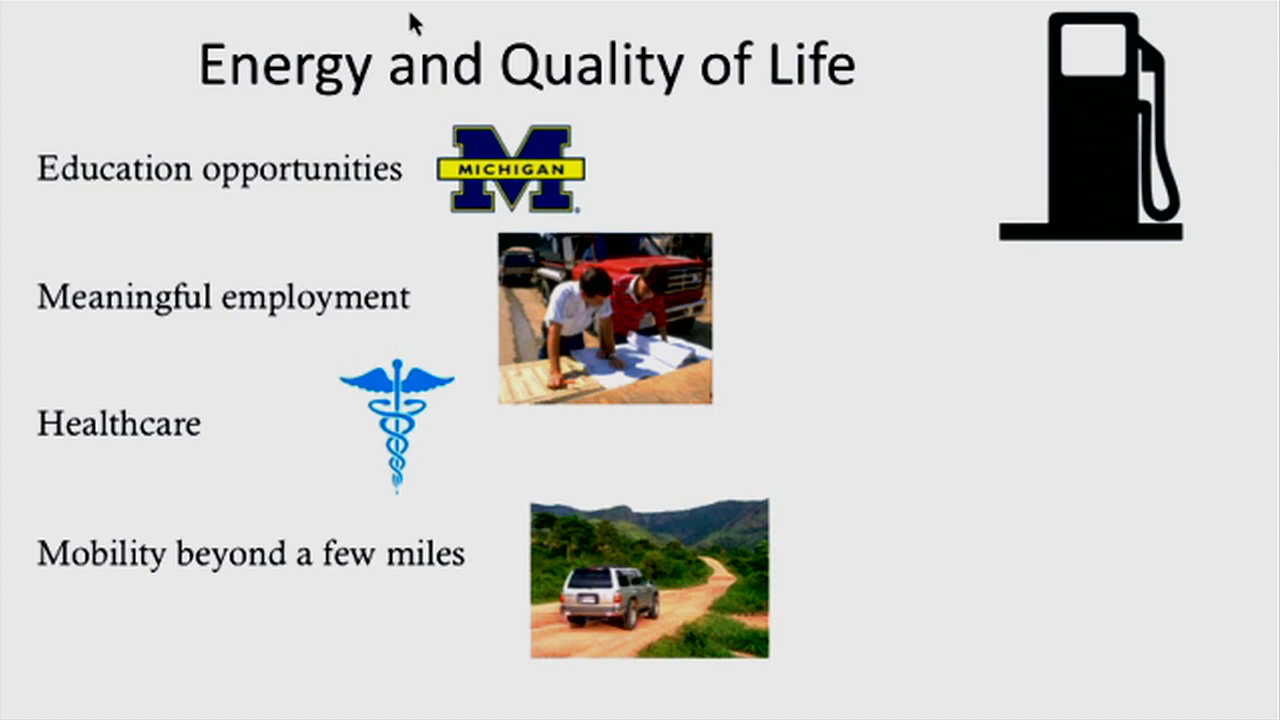 Energy and Quality of Life
Education opportunities
MICHIGAN
Meaningful employment
Healthcare
Mobility beyond a few miles